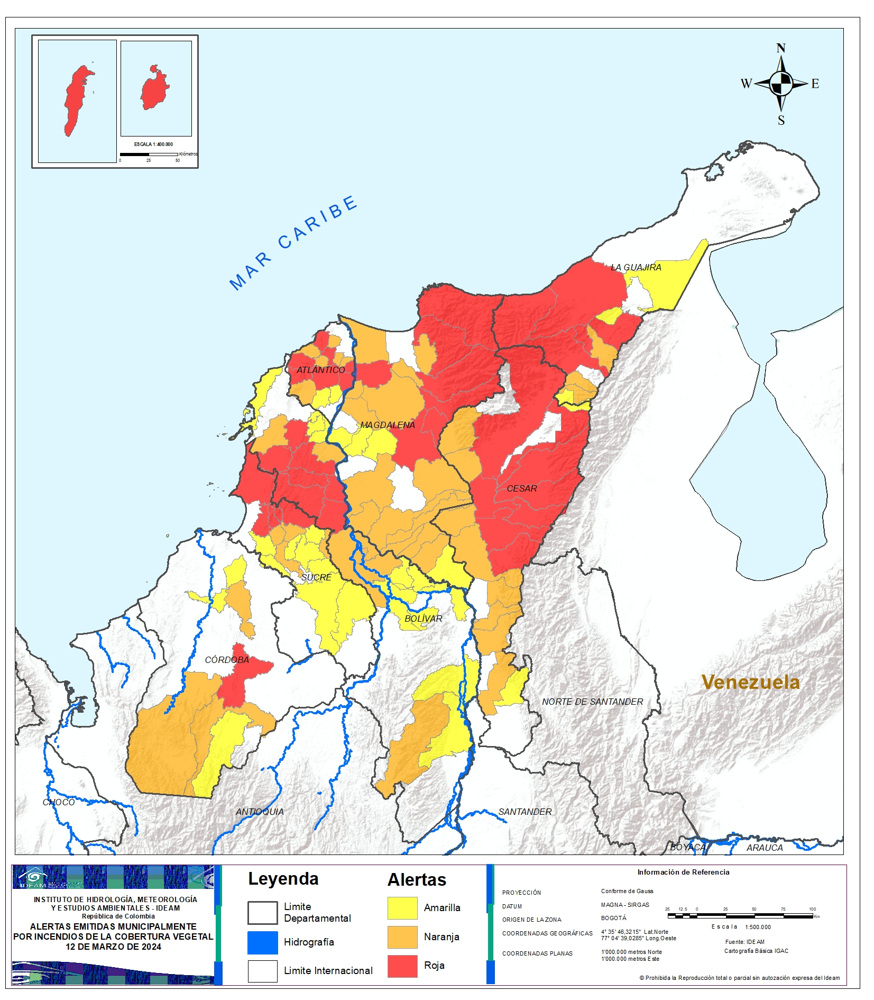 ESCALA 1:400.000
Kilómetros
0 25 50
N
W E
S
MAR CARIBE
LA GUAJIRA
ATLÁNTICO
MAGDALENA
CESAR
SUCRE
BOLÍVAR
CÓRDOBA
Venezuela
NORTE DE SANTANDER
CHOCÓ
ANTIOQUIA
SANTANDER
BOYACÁ
ARAUCA
IDEAM
INSTITUTO DE HIDROLOGÍA, METEOROLOGÍA
Y ESTUDIOS AMBIENTALES - IDEAM
República de Colombia
ALERTAS EMITIDAS MUNICIPALMENTE
POR INCENDIOS DE LA COBERTURA VEGETAL
12 DE MARZO DE 2024
Leyenda
Limite
Departamental
Hidrografía
Limite Internacional
Alertas
Amarilla
Naranja
Roja
Información de Referencia
PROYECCIÓN Conforme de Gauss
DATUM MAGNA - SIRGAS
ORIGEN DE LA ZONA BOGOTÁ
COORDENADAS GEOGRÁFICAS 4° 35' 46,3215" Lat.Norte
77° 04' 39,0285" Long.Oeste
COORDENADAS PLANAS 1'000.000 metros Norte
1'000.000 metros Este
25 12.5 0 25 50 75 100
Km
Escala 1:500.000
Fuente: IDEAM
Cartografía Básica IGAC
© Prohibida la Reproducción total o parcial sin autozación expresa del Ideam